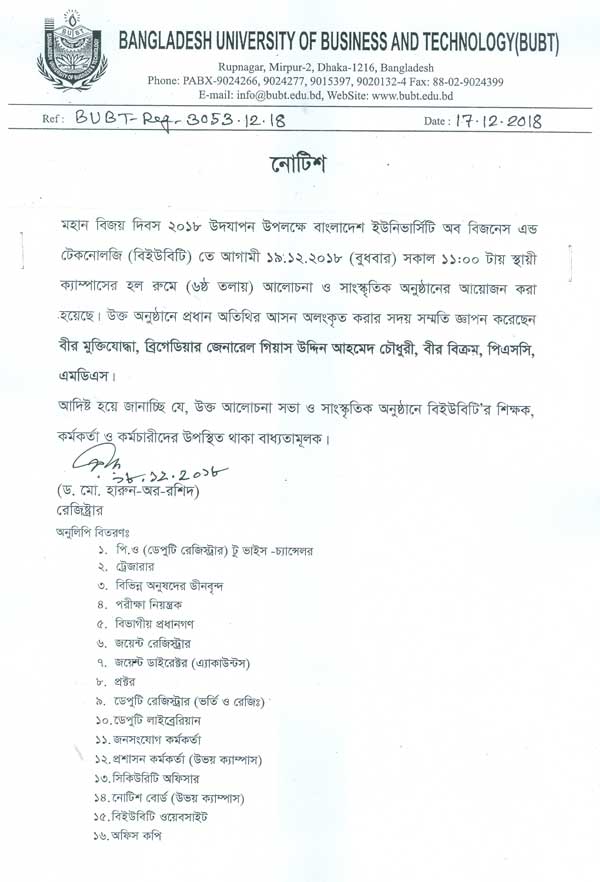 BUBT
BANGLADESH UNIVERSITY OF BUSINESS AND TECHNOLOGY(BUBT)
Rupnagar, Mirpur-2, Dhaka-1216, Bangladesh
Phone: PABX-9024266, 9024277, 9015397, 9020132-4 Fax: 88-02-9024399
E-mail: info@bubt.edu.bd, WebSite: www.bubt.edu.bd
Ref : BUBT-Reg-3053.12.18 Date : 17.12.2018
নোটিশ
মহান বিজয় দিবস ২০১৮ উদযাপন উপলক্ষে বাংলাদেশ ইউনিভার্সিটি অব বিজনেস এন্ড
টেকনোলজি (বিইউবিটি) তে আগামী ১৯.১২.২০১৮ (বুধবার) সকাল ১১:০০ টায় স্থায়ী
ক্যাম্পাসের হল রুমে (৬ষ্ঠ তলায়) আলোচনা ও সাংস্কৃতিক অনুষ্ঠানের আয়োজন করা
হয়েছে। উক্ত অনুষ্ঠানে প্রধান অতিথির আসন অলংকৃত করার সদয় সম্মতি জ্ঞাপন করেছেন
বীর মুক্তিযোদ্ধা, ব্রিগেডিয়ার জেনারেল গিয়াস উদ্দিন আহমেদ চৌধুরী, বীর বিক্রম, পিএসসি,
এমডিএস।
আদিষ্ট হয়ে জানাচ্ছি যে, উক্ত আলোচনা সভা ও সাংস্কৃতিক অনুষ্ঠানে বিইউবিটি'র শিক্ষক,
কর্মকর্তা ও কর্মচারীদের উপস্থিত থাকা বাধ্যতামূলক।
১৮.১২.২০১৮
(ড. মো. হারুন-অর-রশিদ)
রেজিষ্ট্রার
অনুলিপি বিতরণঃ
১. পি.ও (ডেপুটি রেজিস্ট্রার) টু ভাইস -চ্যান্সেলর
২. ট্রেজারার
৩. বিভিন্ন অনুষদের ডীনবৃন্দ
৪. পরীক্ষা নিয়ন্ত্রক
৫. বিভাগীয় প্রধানগণ
৬. জয়েন্ট রেজিস্ট্রার
৭. জয়েন্ট ডাইরেক্টর (এ্যাকাউন্টস)
৮. প্রক্টর
৯. ডেপুটি রেজিস্ট্রার (ভর্তি ও রেজিঃ)
১০.ডেপুটি লাইব্রেরিয়ান
১১.জনসংযোগ কর্মকর্তা
১২.প্রশাসন কর্মকর্তা (উভয় ক্যাম্পাস)
১৩.সিকিউরিটি অফিসার
১৪.নোটিশ বোর্ড (উভয় ক্যাম্পাস)
১৫.বিইউবিটি ওয়েবসাইট
১৬.অফিস কপি